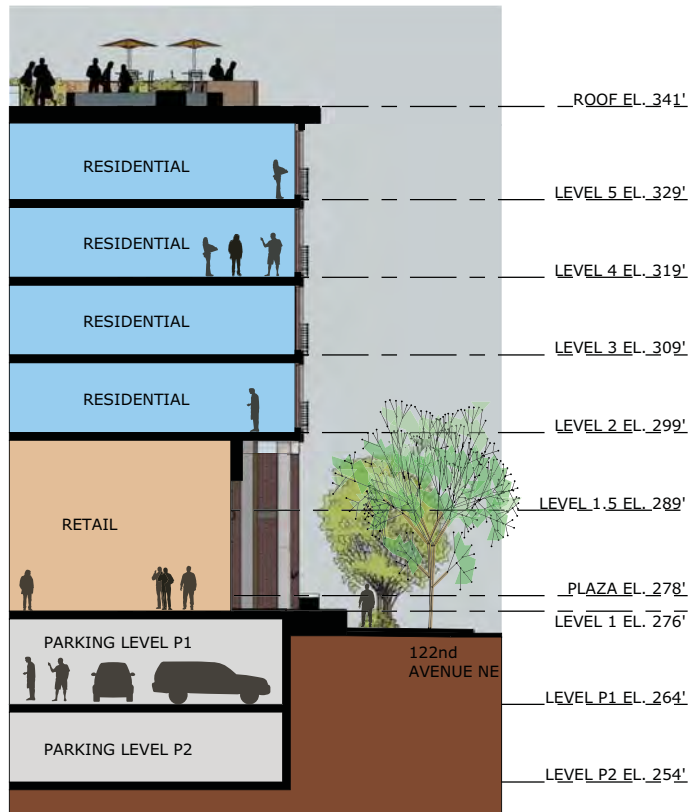 ROOF EL. 341'
RESIDENTIAL
LEVEL 5 EL. 329'
RESIDENTIAL
LEVEL 4 EL. 319'
RESIDENTIAL
LEVEL 3 EL. 309'
RESIDENTIAL
LEVEL 2 EL. 299'
LEVEL 1.5 EL. 289'
RETAIL
PLAZA EL. 278'
LEVEL 1 EL. 276'
PARKING LEVEL P1
122nd
AVENUE NE
LEVEL P1 EL. 264'
PARKING LEVEL P2
LEVEL P2 EL. 254'